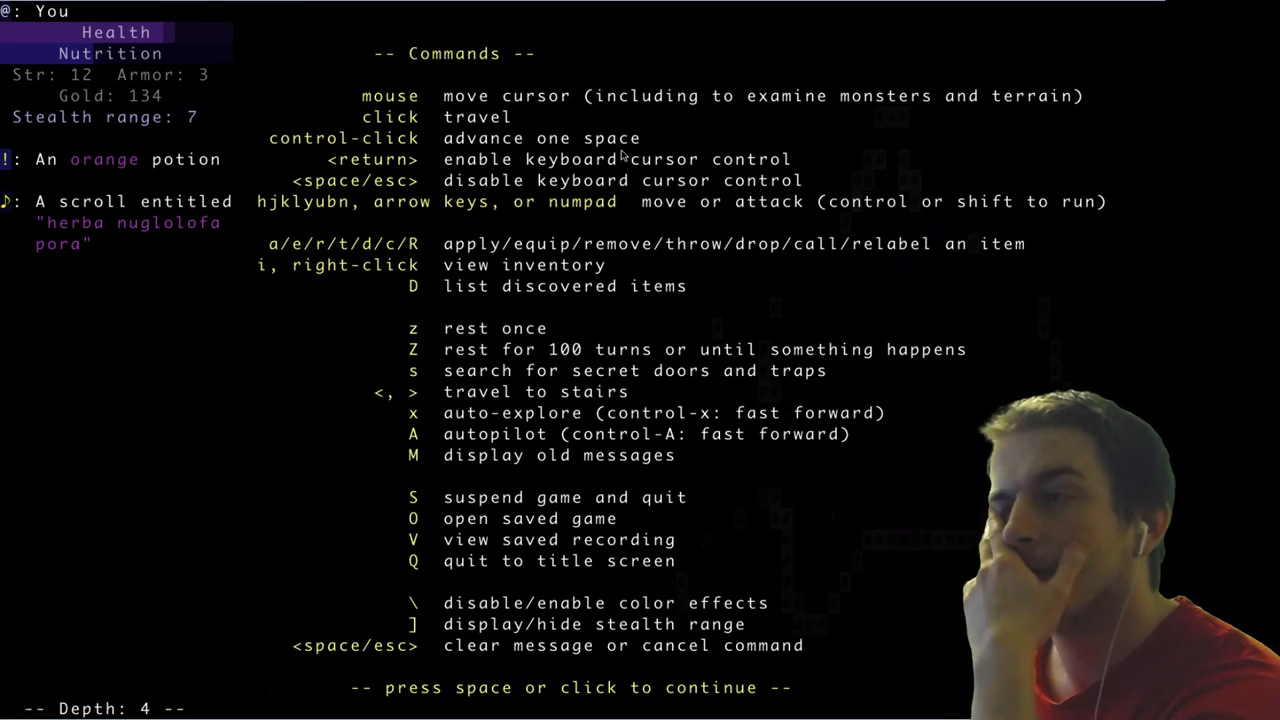 @: You
Health
Nutrition
Str: 12 Armor: 3
Gold: 134
Stealth range: 7
!: An orange potion
♪: A scroll entitled
"herba nuglolofa
pora"
-- Commands --
mouse move cursor (including to examine monsters and terrain)
click travel
control-click advance one space
<return> enable keyboard cursor control
<space/esc> disable keyboard cursor control
hjklyubn, arrow keys, or numpad move or attack (control or shift to run)
a/e/r/t/d/c/R apply/equip/remove/throw/drop/call/relabel an item
i, right-click view inventory
D list discovered items
z rest once
Z rest for 100 turns or until something happens
s search for secret doors and traps
<, > travel to stairs
x auto-explore (control-x: fast forward)
A autopilot (control-A: fast forward)
M display old messages
S suspend game and quit
O open saved game
V view saved recording
Q quit to title screen
\ disable/enable color effects
] display/hide stealth range
<space/esc> clear message or cancel command
-- press space or click to continue --
-- Depth: 4 --